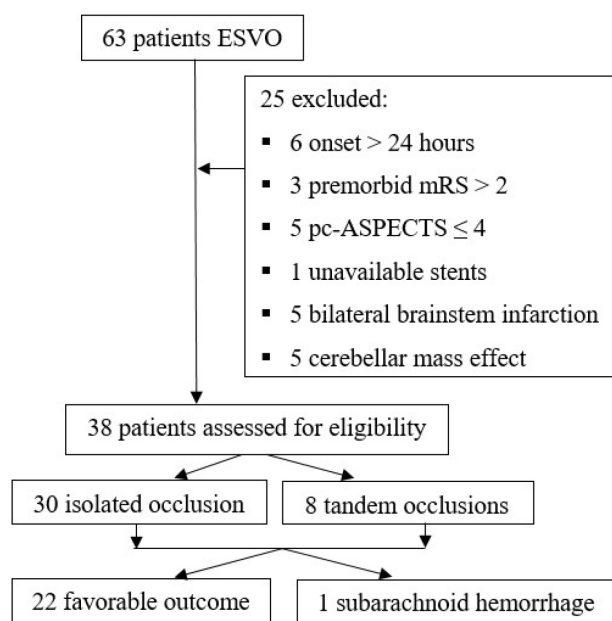 63 patients ESVO
25 excluded:
▪ 6 onset > 24 hours
▪ 3 premorbid mRS > 2
▪ 5 pc-ASPECTS ≤ 4
▪ 1 unavailable stents
▪ 5 bilateral brainstem infarction
▪ 5 cerebellar mass effect
38 patients assessed for eligibility
30 isolated occlusion
8 tandem occlusions
22 favorable outcome
1 subarachnoid hemorrhage